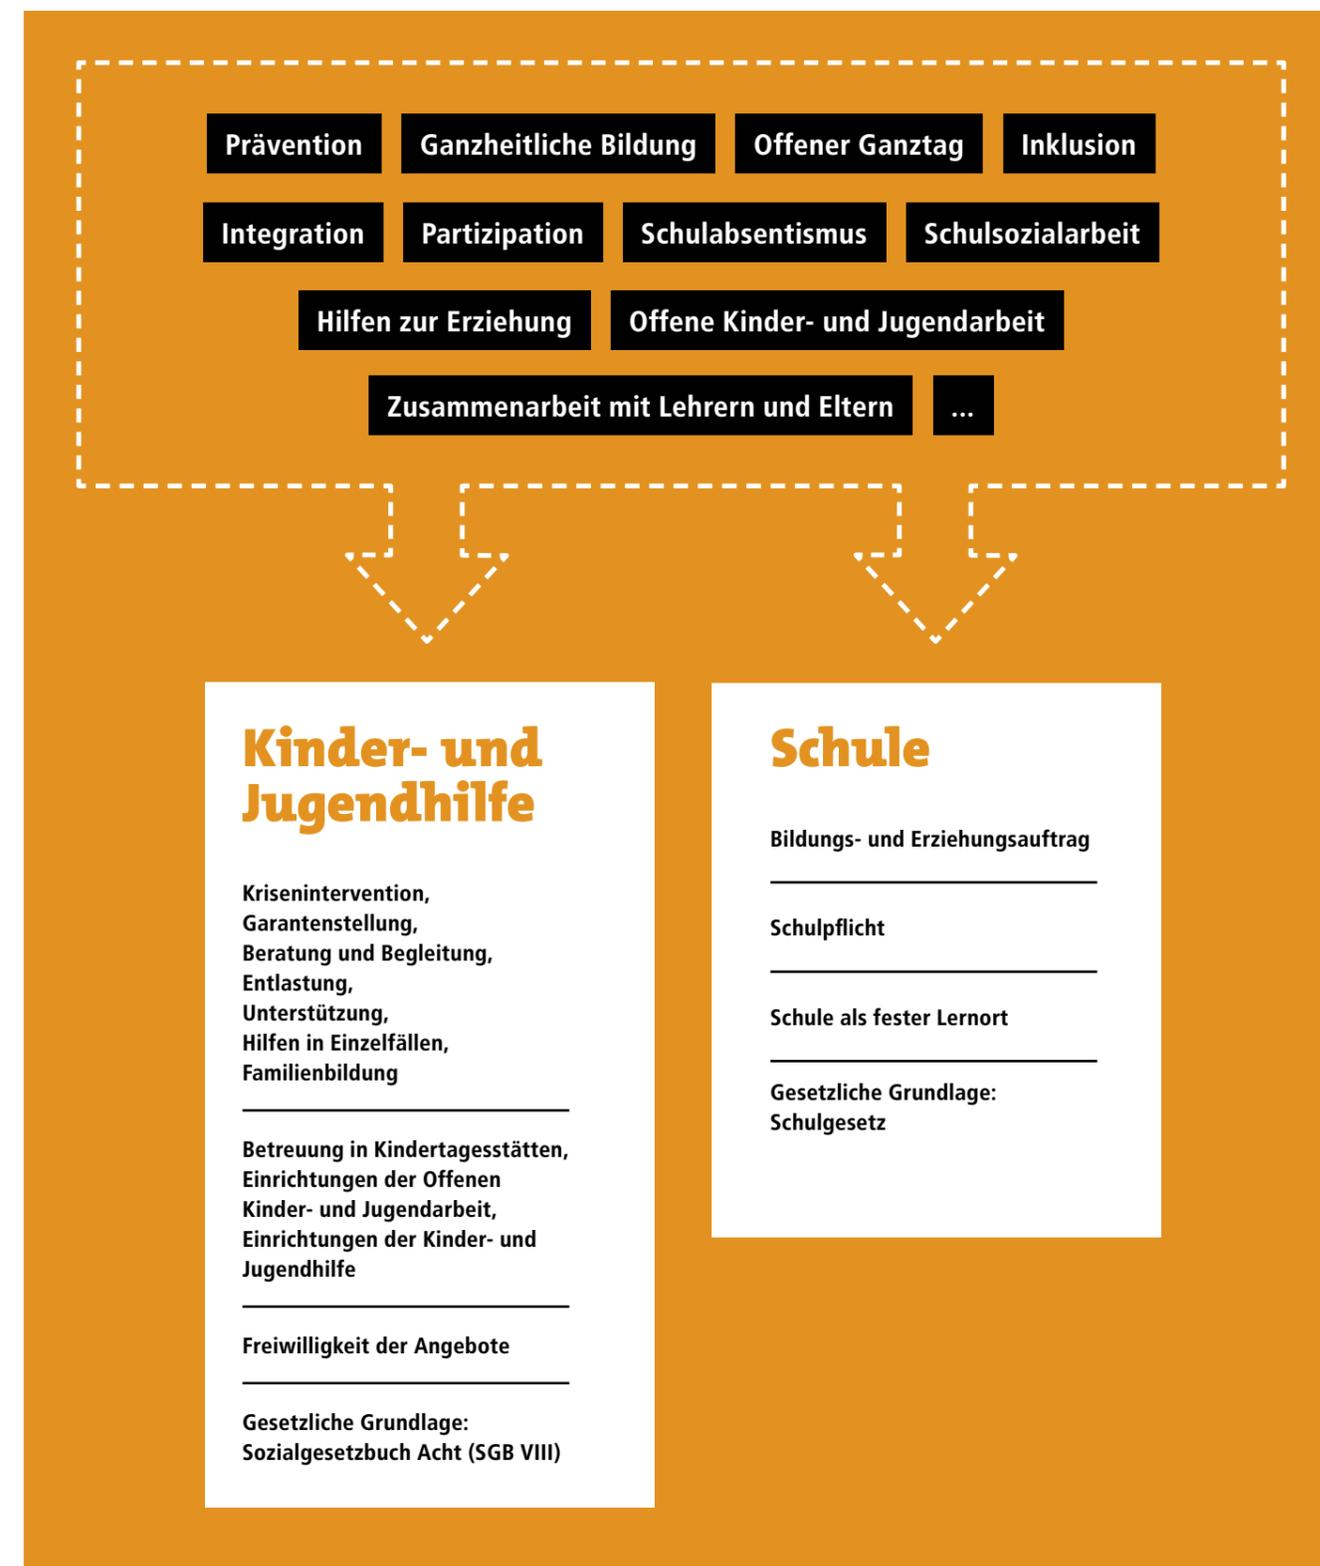 Prävention Ganzheitliche Bildung Offener Ganztag Inklusion
Integration Partizipation Schulabsentismus Schulsozialarbeit
Hilfen zur Erziehung Offene Kinder- und Jugendarbeit
Zusammenarbeit mit Lehrern und Eltern ...
Kinder- und
Jugendhilfe
Krisenintervention,
Garantenstellung,
Beratung und Begleitung,
Entlastung,
Unterstützung,
Hilfen in Einzelfällen,
Familienbildung
Betreuung in Kindertagesstätten,
Einrichtungen der Offenen
Kinder- und Jugendarbeit,
Einrichtungen der Kinder- und
Jugendhilfe
Freiwilligkeit der Angebote
Gesetzliche Grundlage:
Sozialgesetzbuch Acht (SGB VIII)
Schule
Bildungs- und Erziehungsauftrag
Schulpflicht
Schule als fester Lernort
Gesetzliche Grundlage:
Schulgesetz